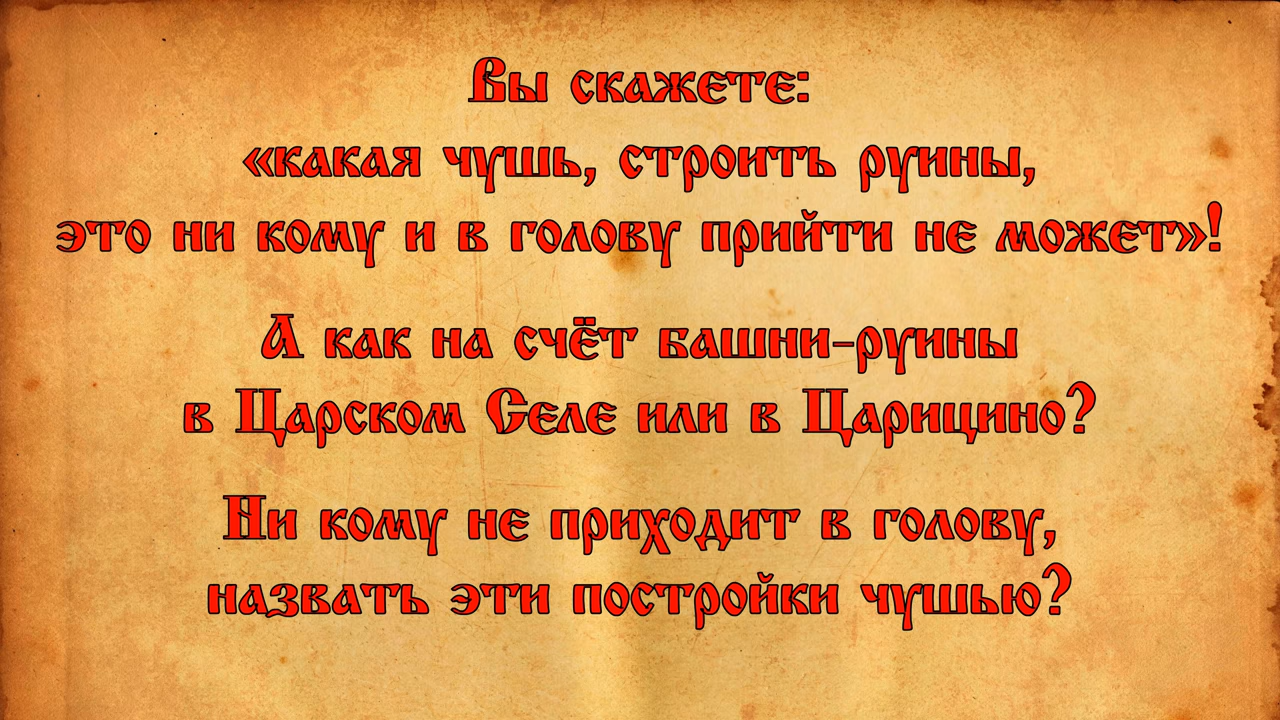 Вы скажете:
«какая чушь, строить руины,
это ни кому и в голову прийти не может»!
А как на счёт башни-руины
в Царском Селе или в Царицино?
Ни кому не приходит в голову,
назвать эти постройки чушью?